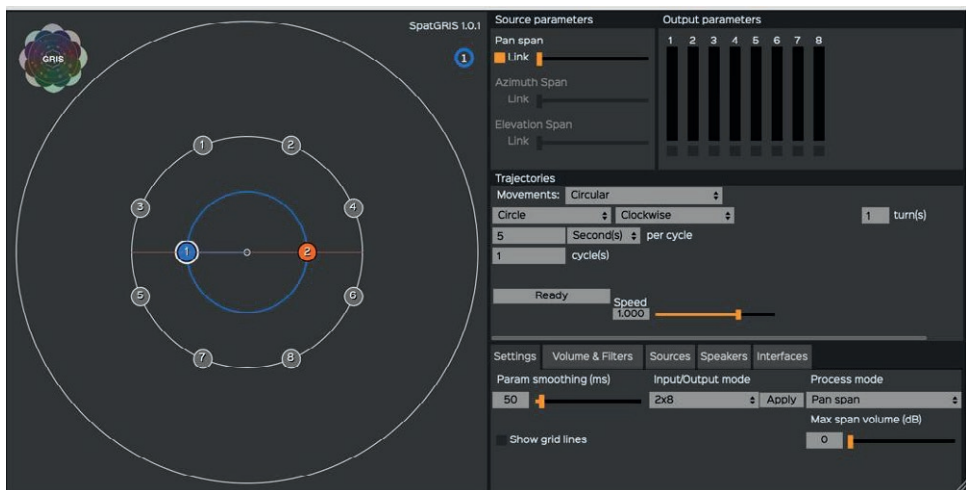 SpatGRIS 1.0.1
GRIS
1
1
2
3
4
1
2
5
6
7
8
Source parameters
Pan span
Link
Azimuth Span
Link
Elevation Span
Link
Output parameters
1 2 3 4 5 6 7 8
Trajectories
Movements: Circular
Circle Clockwise 1 turn(s)
5 Second(s) per cycle
1 cycle(s)
Ready
Speed
1.000
Settings Volume & Filters Sources Speakers Interfaces
Param smoothing (ms) Input/Output mode Process mode
50 2x8 Apply Pan span
Max span volume (dB)
Show grid lines 0